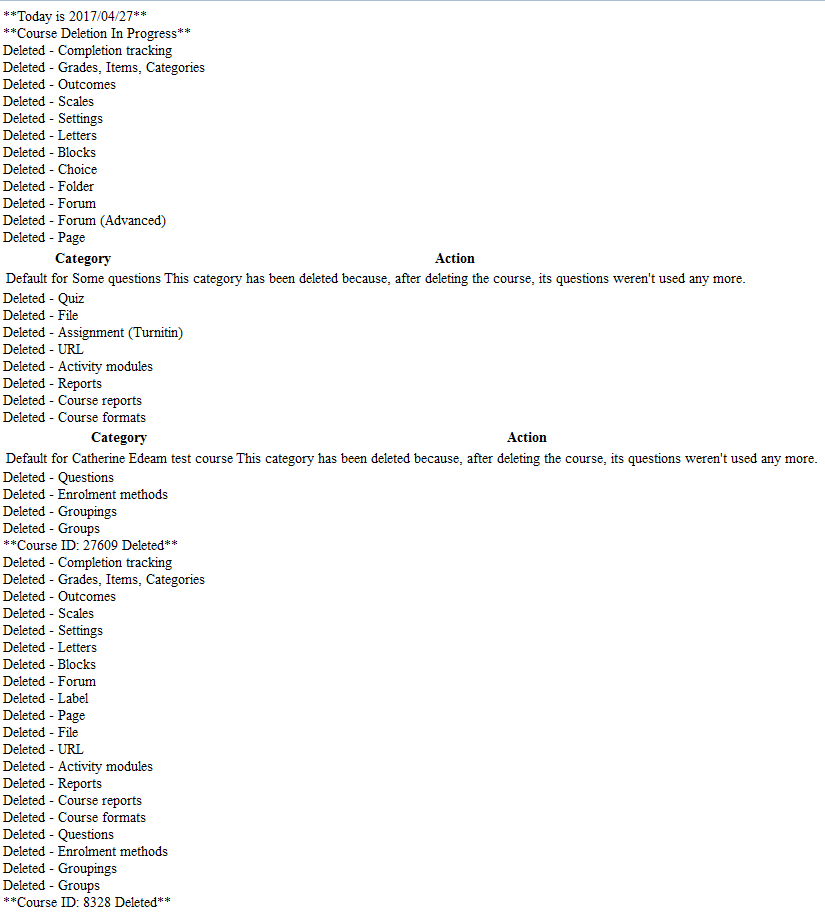 **Today is 2017/04/27**
**Course Deletion In Progress**
Deleted - Completion tracking
Deleted - Grades, Items, Categories
Deleted - Outcomes
Deleted - Scales
Deleted - Settings
Deleted - Letters
Deleted - Blocks
Deleted - Choice
Deleted - Folder
Deleted - Forum
Deleted - Forum (Advanced)
Deleted - Page
Category Action
Default for Some questions This category has been deleted because, after deleting the course, its questions weren't used any more.
Deleted - Quiz
Deleted - File
Deleted - Assignment (Turnitin)
Deleted - URL
Deleted - Activity modules
Deleted - Reports
Deleted - Course reports
Deleted - Course formats
Category Action
Default for Catherine Edeam test course This category has been deleted because, after deleting the course, its questions weren't used any more.
Deleted - Questions
Deleted - Enrolment methods
Deleted - Groupings
Deleted - Groups
**Course ID: 27609 Deleted**
Deleted - Completion tracking
Deleted - Grades, Items, Categories
Deleted - Outcomes
Deleted - Scales
Deleted - Settings
Deleted - Letters
Deleted - Blocks
Deleted - Forum
Deleted - Label
Deleted - Page
Deleted - File
Deleted - URL
Deleted - Activity modules
Deleted - Reports
Deleted - Course reports
Deleted - Course formats
Deleted - Questions
Deleted - Enrolment methods
Deleted - Groupings
Deleted - Groups
**Course ID: 8328 Deleted**